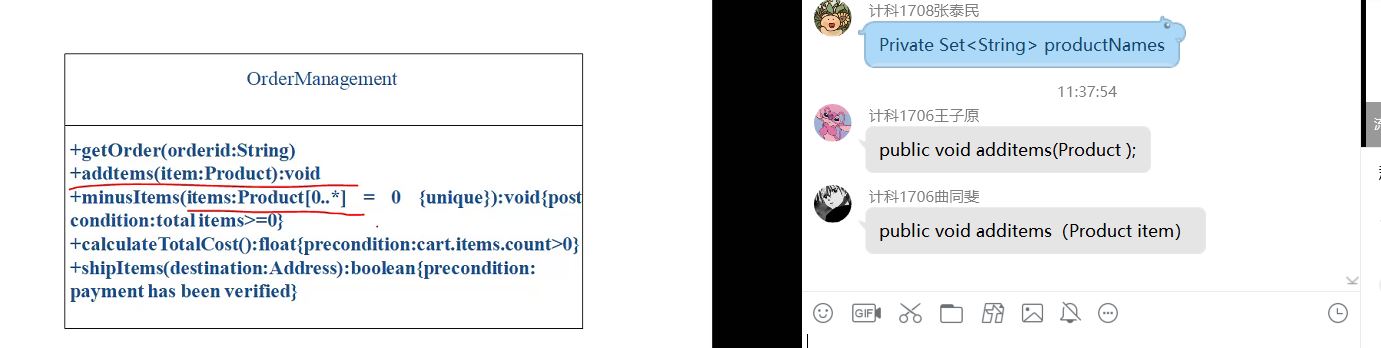 OrderManagement
+getOrder(orderid:String)
+addtems(item:Product):void
+minusItems(items:Product[0..*] = 0 {unique}):void{post
condition:total items>=0}
+calculateTotalCost():float{precondition:cart.items.count>0}
+shipItems(destination:Address):boolean{precondition:
payment has been verified}
计科1708张泰民
Private Set<String> productNames
11:37:54
计科1706王子原
public void additems(Product );
计科1706曲同斐
public void additems（Product item）
GIF